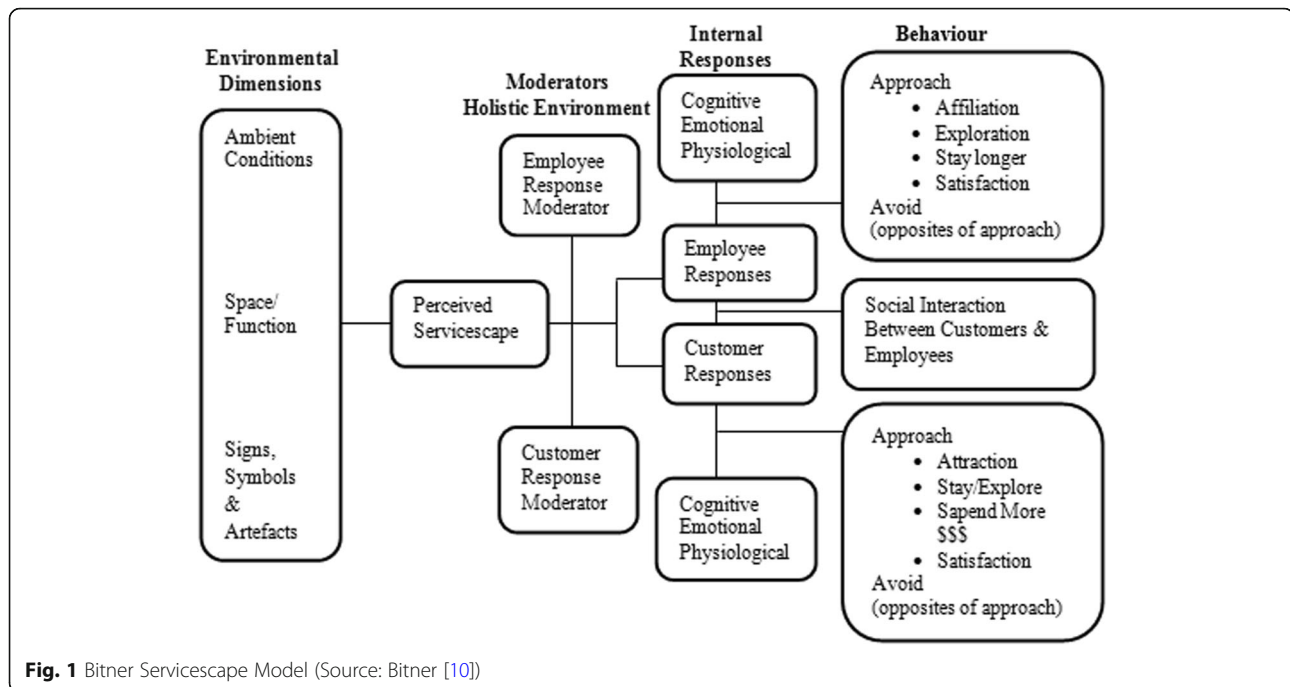 Environmental
Dimensions
Ambient
Conditions
Space/
Function
Signs,
Symbols
&
Artefacts
Perceived
Servicescape
Moderators
Holistic Environment
Employee
Response
Moderator
Customer
Response
Moderator
Internal
Responses
Cognitive
Emotional
Physiological
Employee
Responses
Customer
Responses
Cognitive
Emotional
Physiological
Behaviour
Approach
• Affiliation
• Exploration
• Stay longer
• Satisfaction
Avoid
(opposites of approach)
Social Interaction
Between Customers &
Employees
Approach
• Attraction
• Stay/Explore
• Sapend More
$$$
• Satisfaction
Avoid
(opposites of approach)
Fig. 1 Bitner Servicescape Model (Source: Bitner [10])